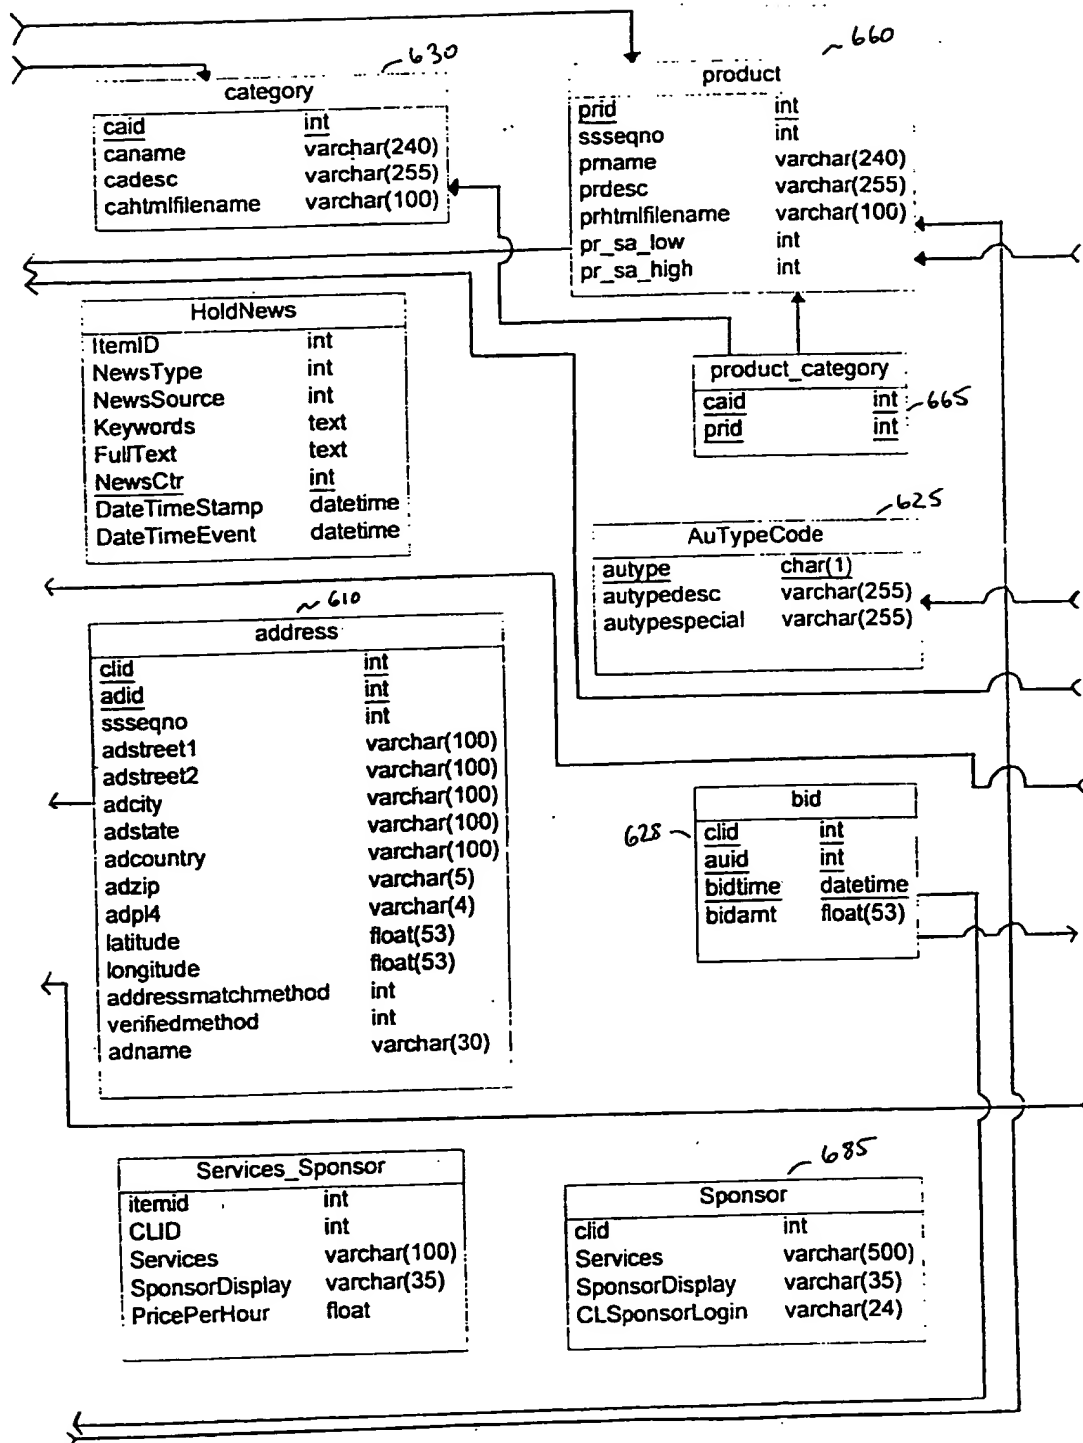 630
category
caid int
caname varchar(240)
cadesc varchar(255)
cahtmlfilename varchar(100)
660
product
prid int
ssseqno int
prname varchar(240)
prdesc varchar(255)
prhtmlfilename varchar(100)
pr_sa_low int
pr_sa_high int
HoldNews
ItemID int
NewsType int
NewsSource int
Keywords text
FullText text
NewsCtr int
DateTimeStamp datetime
DateTimeEvent datetime
product_category
caid int
prid int
665
625
AuTypeCode
autype char(1)
autypedesc varchar(255)
autypespecial varchar(255)
610
address
clid int
adid int
ssseqno int
adstreet1 varchar(100)
adstreet2 varchar(100)
adcity varchar(100)
adstate varchar(100)
adcountry varchar(100)
adzip varchar(5)
adpl4 varchar(4)
latitude float(53)
longitude float(53)
addressmatchmethod int
verifiedmethod int
adname varchar(30)
628
bid
clid int
auid int
bidtime datetime
bidamt float(53)
Services_Sponsor
itemid int
CLID int
Services varchar(100)
SponsorDisplay varchar(35)
PricePerHour float
685
Sponsor
clid int
Services varchar(500)
SponsorDisplay varchar(35)
CLSponsorLogin varchar(24)